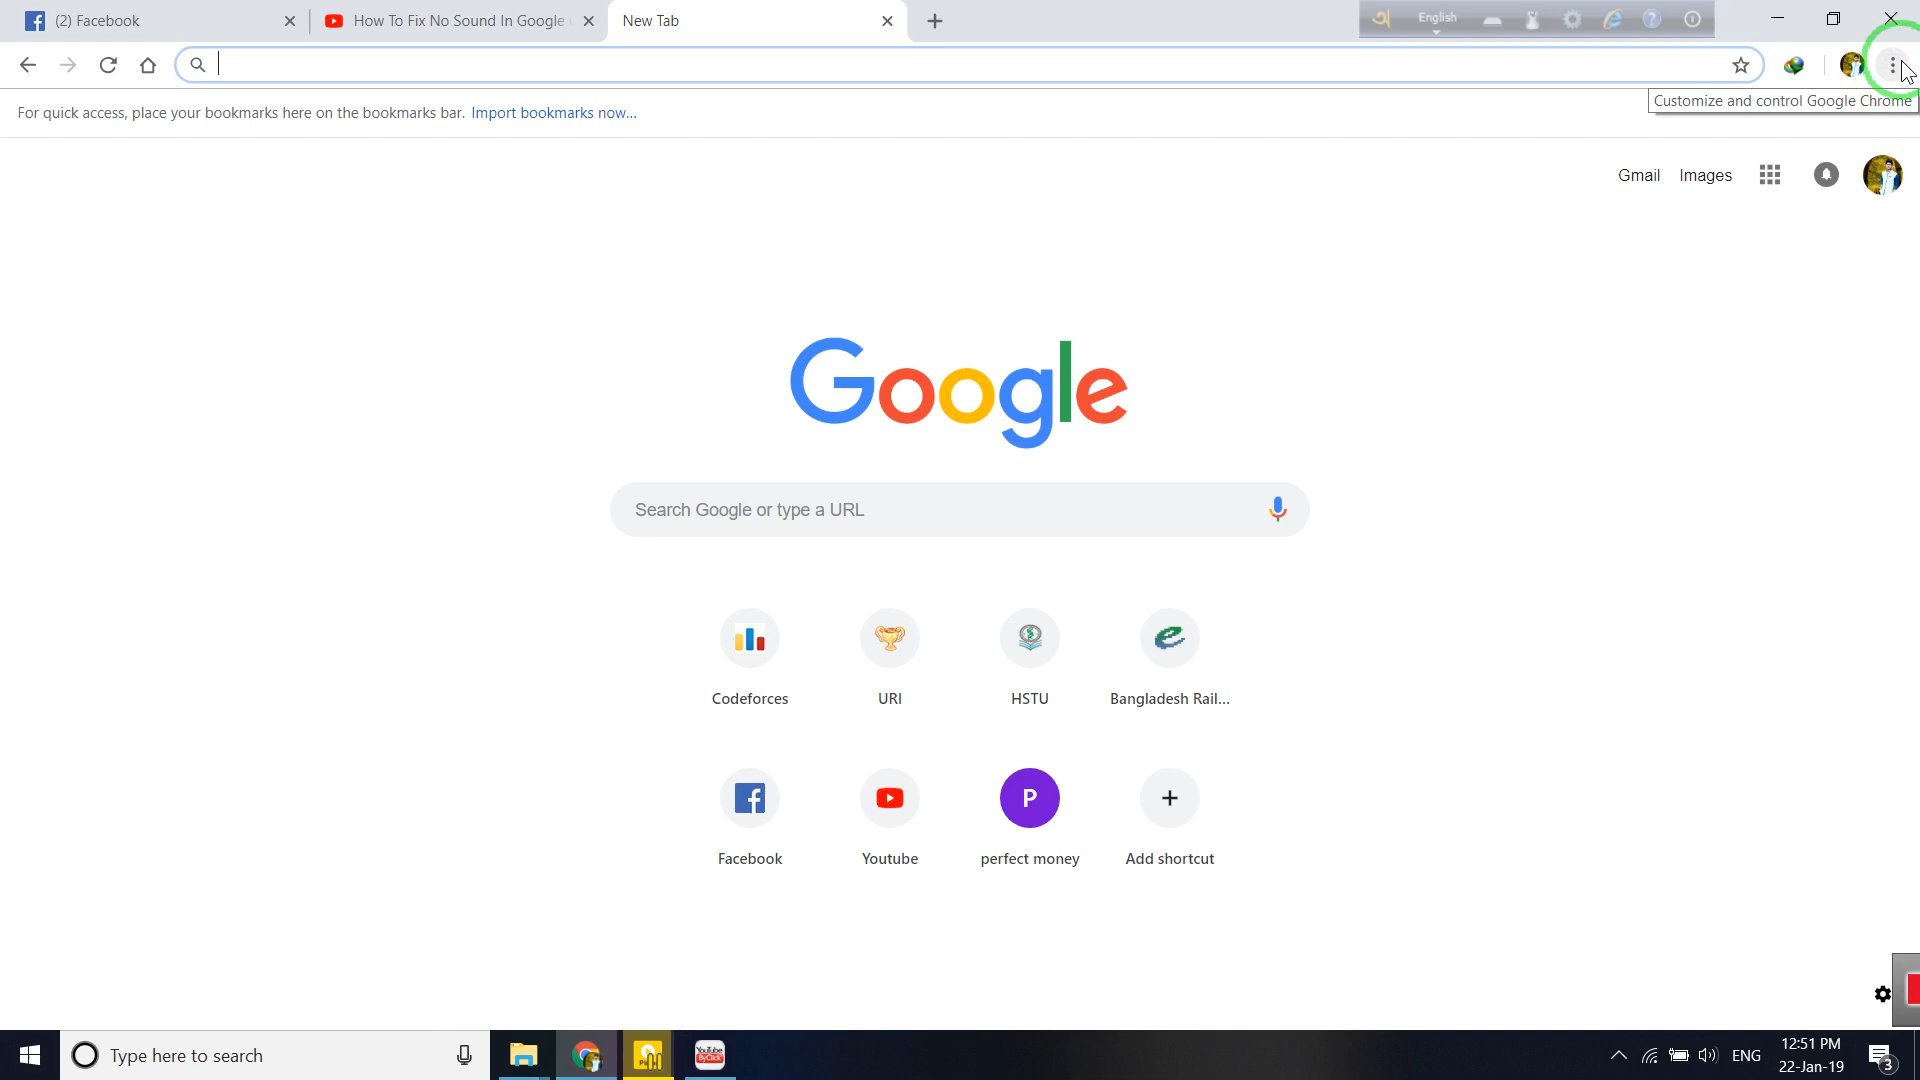 (2) Facebook
How To Fix No Sound In Google
New Tab
অ
English
Customize and control Google Chrome
For quick access, place your bookmarks here on the bookmarks bar. Import bookmarks now...
Gmail
Images
Google
Search Google or type a URL
Codeforces
URI
HSTU
Bangladesh Rail...
Facebook
Youtube
P
perfect money
Add shortcut
Type here to search
YouTube
ByClick
ENG
12:51 PM
22-Jan-19
3